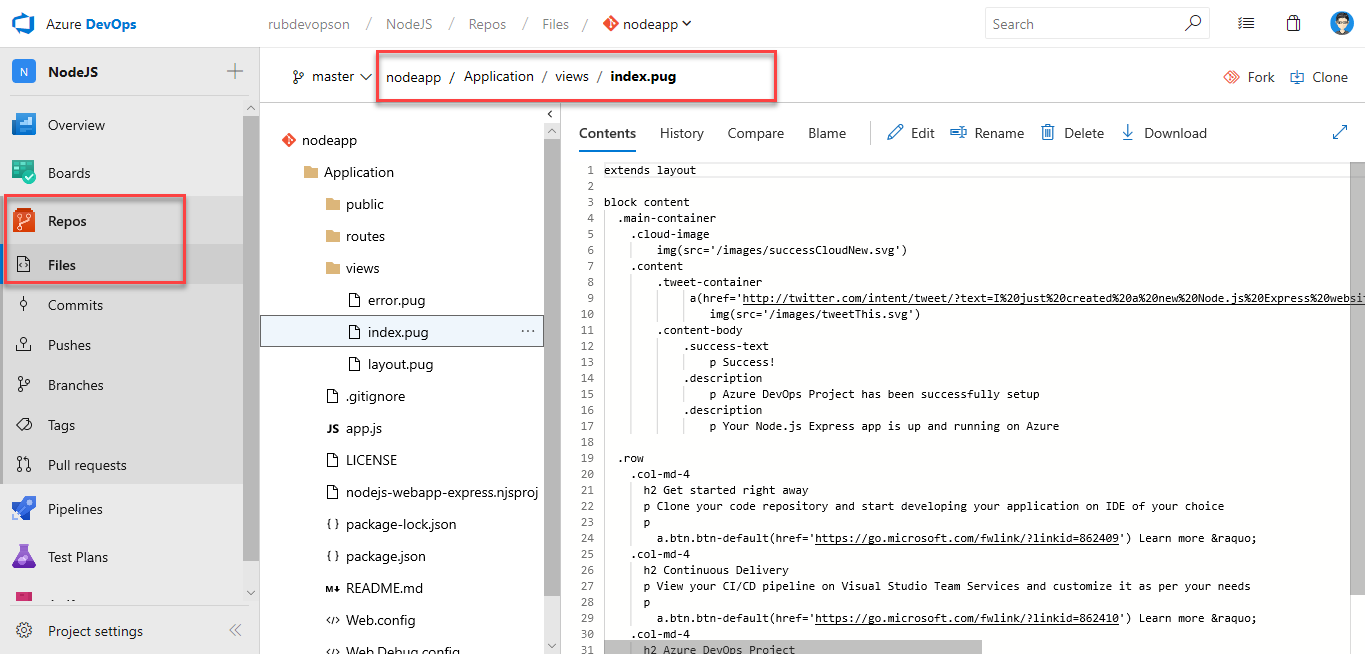 Azure DevOps
rubdevopson / NodeJS / Repos / Files / nodeapp
Search
N NodeJS
Overview
Boards
Repos
Files
Commits
Pushes
Branches
Tags
Pull requests
Pipelines
Test Plans
Project settings
master nodeapp / Application / views / index.pug
Fork Clone
nodeapp
Application
public
routes
views
error.pug
index.pug ...
layout.pug
.gitignore
JS app.js
LICENSE
nodejs-webapp-express.njsproj
{} package-lock.json
{} package.json
M↓ README.md
</> Web.config
</> Web.Debug.config
Contents History Compare Blame Edit Rename Delete Download
1 extends layout
2
3 block content
4 .main-container
5 .cloud-image
6 img(src='/images/successCloudNew.svg')
7 .content
8 .tweet-container
9 a(href='http://twitter.com/intent/tweet/?text=I%20just%20created%20a%20new%20Node.js%20Express%20websi
10 img(src='/images/tweetThis.svg')
11 .content-body
12 .success-text
13 p Success!
14 .description
15 p Azure DevOps Project has been successfully setup
16 .description
17 p Your Node.js Express app is up and running on Azure
18
19 .row
20 .col-md-4
21 h2 Get started right away
22 p Clone your code repository and start developing your application on IDE of your choice
23 p
24 a.btn.btn-default(href='https://go.microsoft.com/fwlink/?linkid=862409') Learn more &raquo;
25 .col-md-4
26 h2 Continuous Delivery
27 p View your CI/CD pipeline on Visual Studio Team Services and customize it as per your needs
28 p
29 a.btn.btn-default(href='https://go.microsoft.com/fwlink/?linkid=862410') Learn more &raquo;
30 .col-md-4
31 h2 Azure DevOps Project